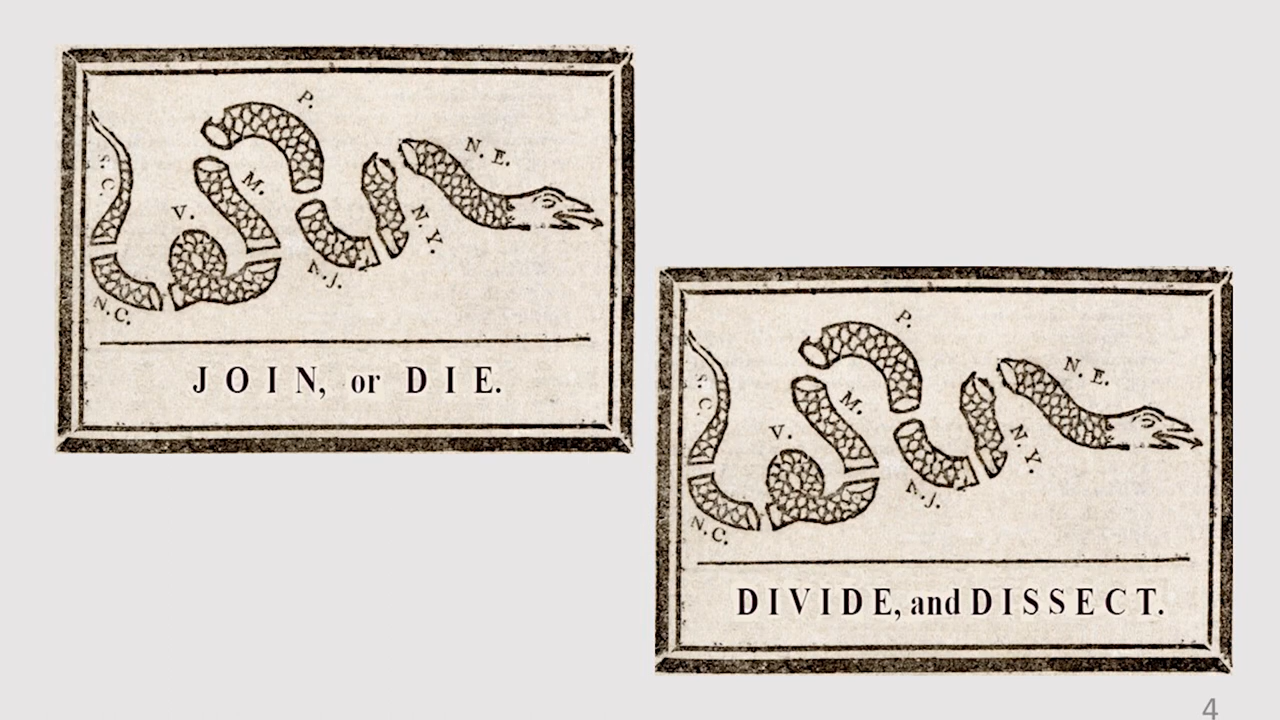 P.
N. E.
S. C.
M.
V.
N. Y.
N. J.
N. C.
JOIN, or DIE.
P.
N. E.
S. C.
M.
V.
N. Y.
N. J.
N. C.
DIVIDE, and DISSECT.
4